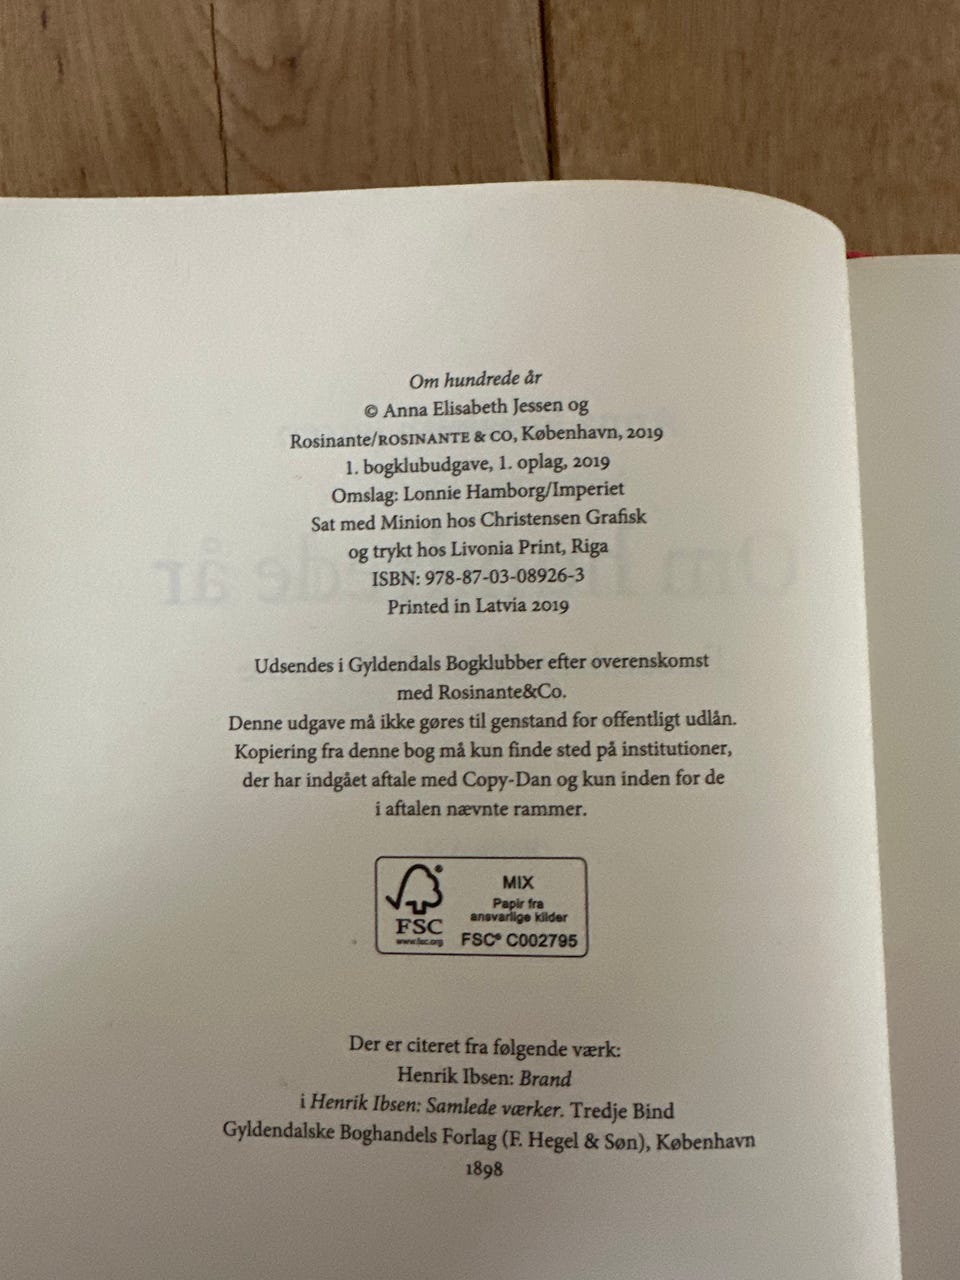 Om hundrede år
© Anna Elisabeth Jessen og
Rosinante/ROSINANTE & CO, København, 2019
1. bogklubudgave, 1. oplag, 2019
Omslag: Lonnie Hamborg/Imperiet
Sat med Minion hos Christensen Grafisk
og trykt hos Livonia Print, Riga
ISBN: 978-87-03-08926-3
Printed in Latvia 2019
Udsendes i Gyldendals Bogklubber efter overenskomst
med Rosinante&Co.
Denne udgave må ikke gøres til genstand for offentligt udlån.
Kopiering fra denne bog må kun finde sted på institutioner,
der har indgået aftale med Copy-Dan og kun inden for de
i aftalen nævnte rammer.
FSC
www.fsc.org
MIX
Papir fra
ansvarlige kilder
FSC® C002795
Der er citeret fra følgende værk:
Henrik Ibsen: Brand
i Henrik Ibsen: Samlede værker. Tredje Bind
Gyldendalske Boghandels Forlag (F. Hegel & Søn), København
1898